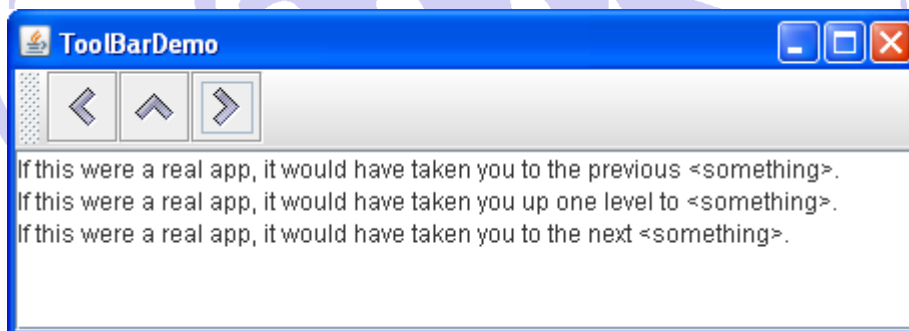 ToolBarDemo
If this were a real app, it would have taken you to the previous <something>.
If this were a real app, it would have taken you up one level to <something>.
If this were a real app, it would have taken you to the next <something>.